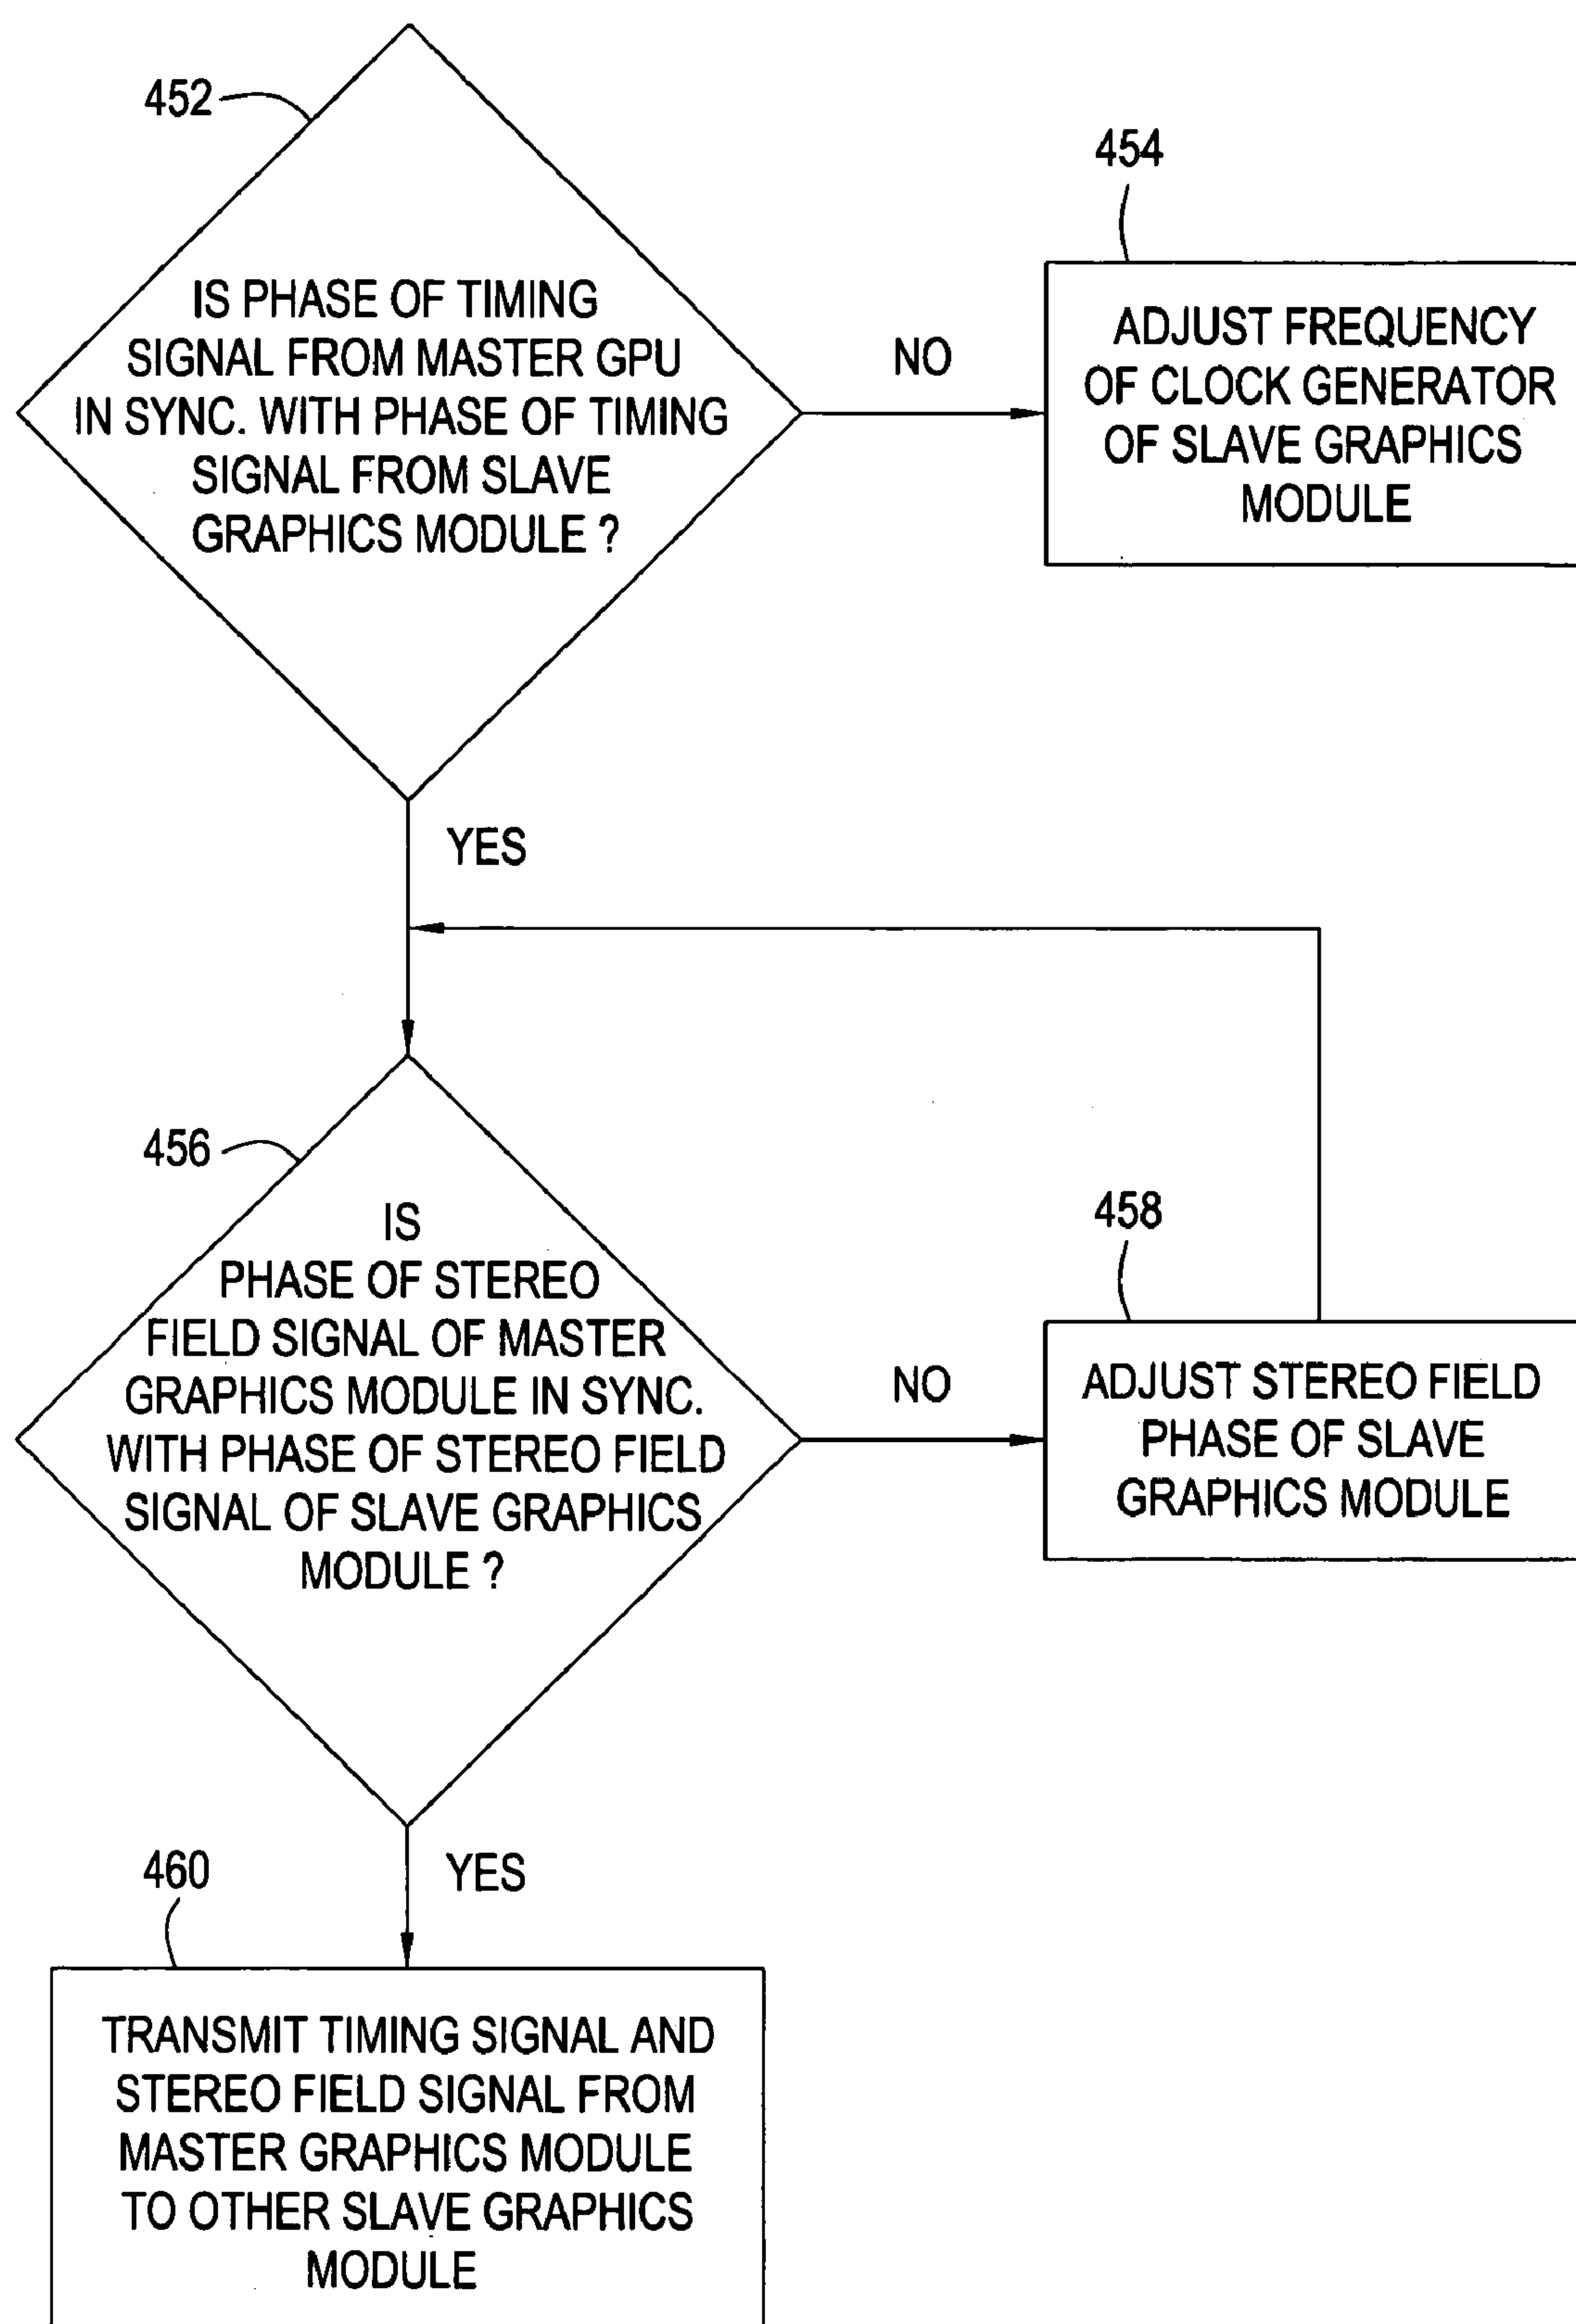 452
IS PHASE OF TIMING
SIGNAL FROM MASTER GPU
IN SYNC. WITH PHASE OF TIMING
SIGNAL FROM SLAVE
GRAPHICS MODULE ?
NO
454
ADJUST FREQUENCY
OF CLOCK GENERATOR
OF SLAVE GRAPHICS
MODULE
YES
456
IS
PHASE OF STEREO
FIELD SIGNAL OF MASTER
GRAPHICS MODULE IN SYNC.
WITH PHASE OF STEREO FIELD
SIGNAL OF SLAVE GRAPHICS
MODULE ?
NO
458
ADJUST STEREO FIELD
PHASE OF SLAVE
GRAPHICS MODULE
YES
460
TRANSMIT TIMING SIGNAL AND
STEREO FIELD SIGNAL FROM
MASTER GRAPHICS MODULE
TO OTHER SLAVE GRAPHICS
MODULE